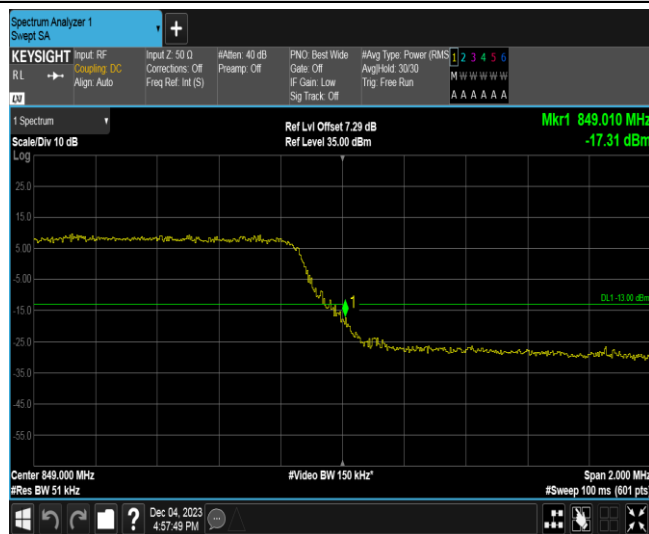 Spectrum Analyzer 1
Swept SA
+
KEYSIGHT
RL
Input: RF
Coupling: DC
Align: Auto
Input Z: 50 Ω
Corrections: Off
Freq Ref: Int (S)
#Atten: 40 dB
Preamp: Off
PNO: Best Wide
Gate: Off
IF Gain: Low
Sig Track: Off
#Avg Type: Power (RMS
Avg|Hold: 30/30
Trig: Free Run
1 2 3 4 5 6
M W W W W W
A A A A A A
LXI
1 Spectrum
Scale/Div 10 dB
Log
Ref Lvl Offset 7.29 dB
Ref Level 35.00 dBm
Mkr1 849.010 MHz
-17.31 dBm
25.0
15.0
5.00
-5.00
1
DL1 -13.00 dBm
-15.0
-25.0
-35.0
-45.0
-55.0
Center 849.000 MHz
#Res BW 51 kHz
#Video BW 150 kHz*
Span 2.000 MHz
#Sweep 100 ms (601 pts)
?
Dec 04, 2023
4:57:49 PM